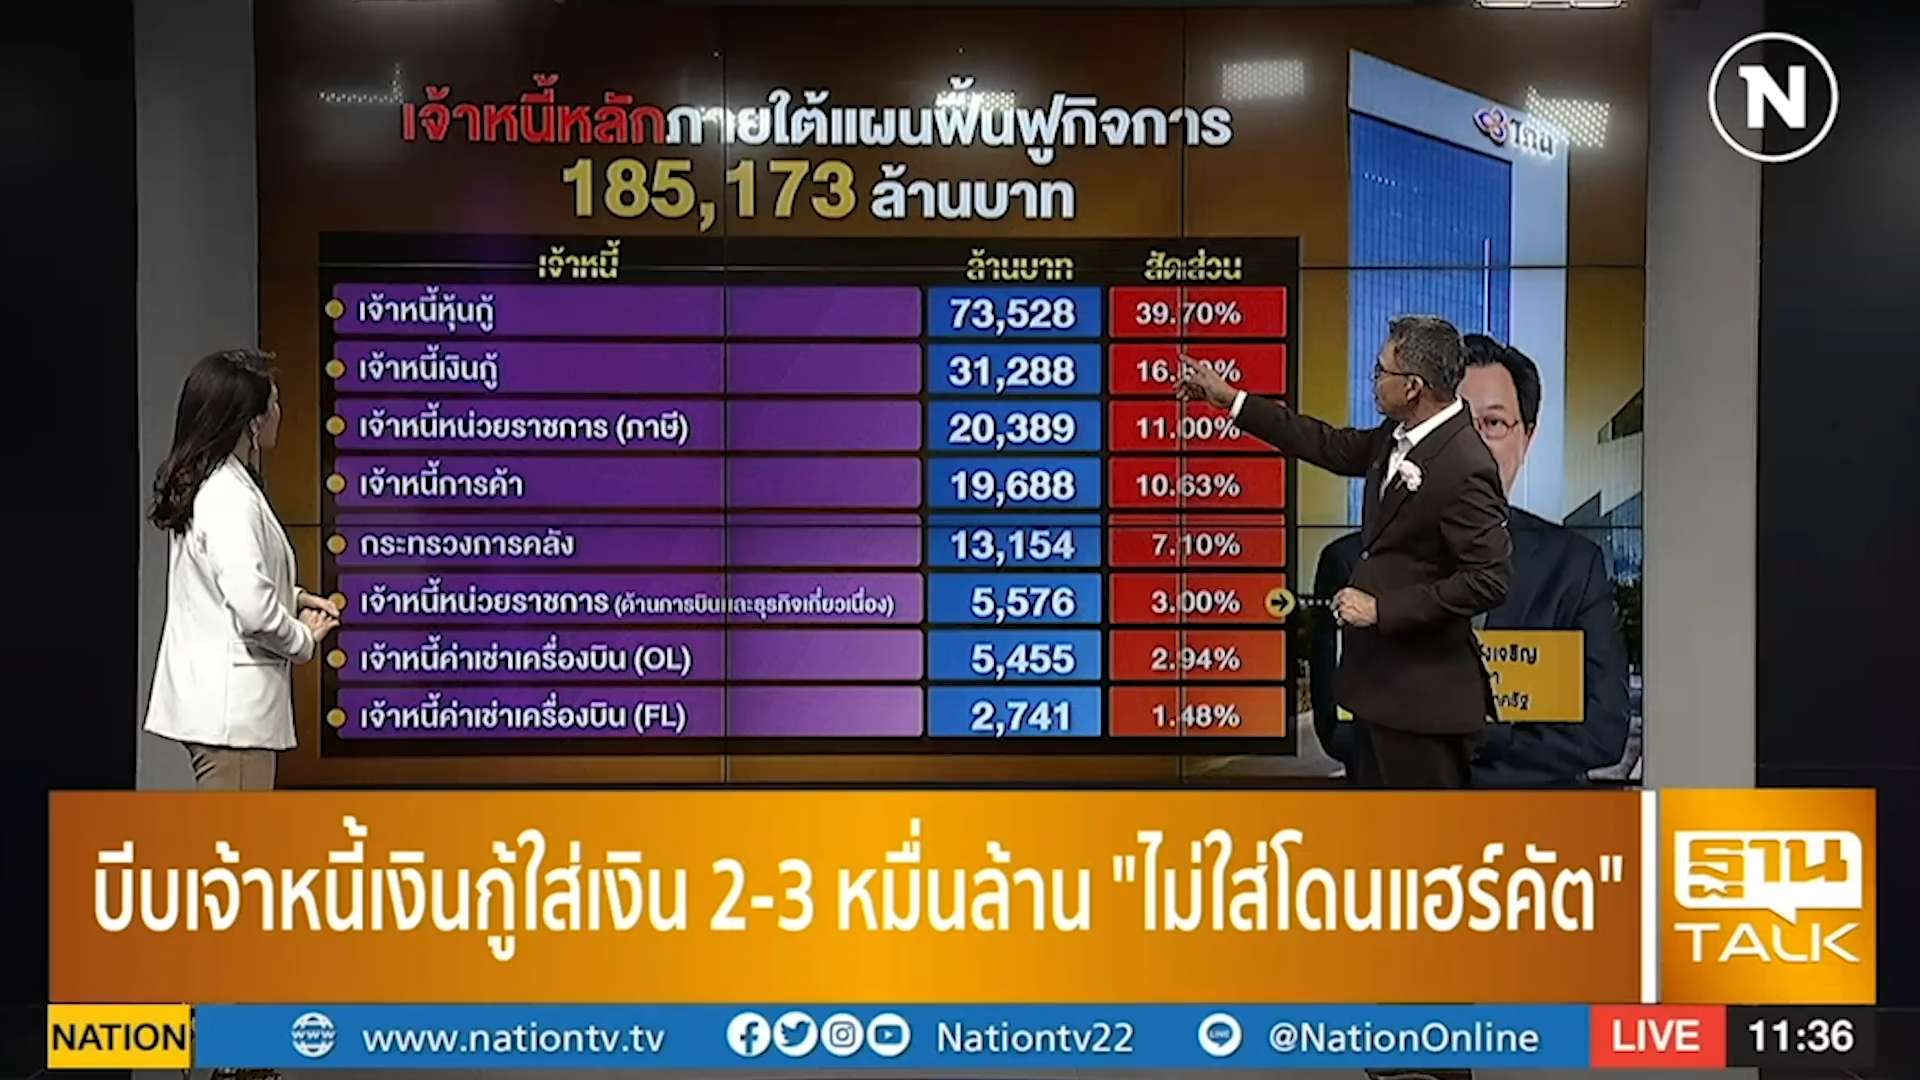 N
เจ้าหนี้หลักภายใต้แผนฟื้นฟูกิจการ
185,173 ล้านบาท
เจ้าหนี้ ล้านบาท สัดส่วน
เจ้าหนี้หุ้นกู้ 73,528 39.70%
เจ้าหนี้เงินกู้ 31,288
เจ้าหนี้หน่วยราชการ (ภาษี) 20,389 11.00%
เจ้าหนี้การค้า 19,688 10.63%
กระทรวงการคลัง 13,154 7.10%
เจ้าหนี้หน่วยราชการ (ด้านการบินและธุรกิจเกี่ยวเนื่อง) 5,576 3.00%
เจ้าหนี้ค่าเช่าเครื่องบิน (OL) 5,455 2.94%
เจ้าหนี้ค่าเช่าเครื่องบิน (FL) 2,741 1.48%
บีบเจ้าหนี้เงินกู้ใส่เงิน 2-3 หมื่นล้าน "ไม่ใส่โดนแฮร์คัต"
ฐาน
TALK
NATION www.nationtv.tv Nationtv22 @NationOnline LIVE 11:36